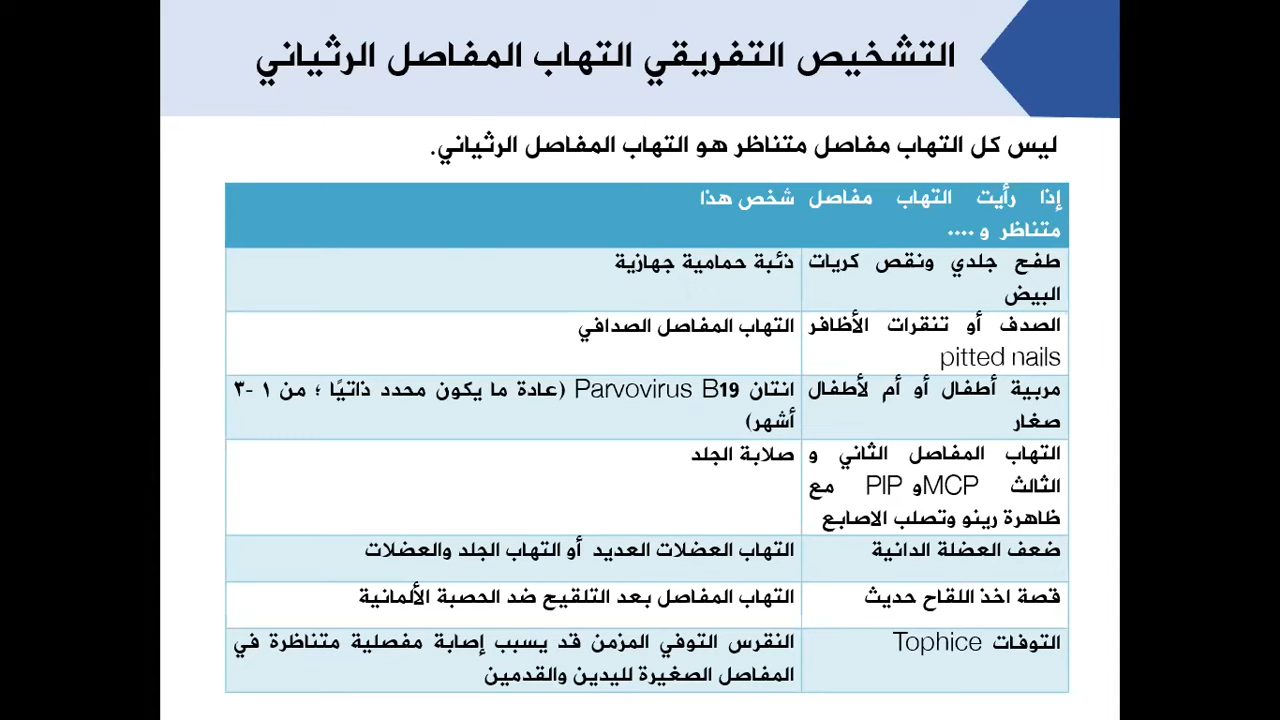 التشخيص التفريقي التهاب المفاصل الرثياني
ليس كل التهاب مفاصل متناظر هو التهاب المفاصل الرثياني.
إذا رأيت التهاب مفاصل
متناظر و ....
شخص هذا
طفح جلدي ونقص كريات
البيض
ذئبة حمامية جهازية
الصدف أو تنقرات الأظافر
pitted nails
التهاب المفاصل الصدافي
مربية أطفال أو أم لأطفال
صغار
انتان Parvovirus B19 (عادة ما يكون محدد ذاتيًا ؛ من ١ -٣
أشهر)
التهاب المفاصل الثاني و
الثالث MCPو PIP مع
ظاهرة رينو وتصلب الاصابع
صلابة الجلد
ضعف العضلة الدانية
التهاب العضلات العديد أو التهاب الجلد والعضلات
قصة اخذ اللقاح حديث
التهاب المفاصل بعد التلقيح ضد الحصبة الألمانية
التوفات Tophice
النقرس التوفي المزمن قد يسبب إصابة مفصلية متناظرة في
المفاصل الصغيرة لليدين والقدمين